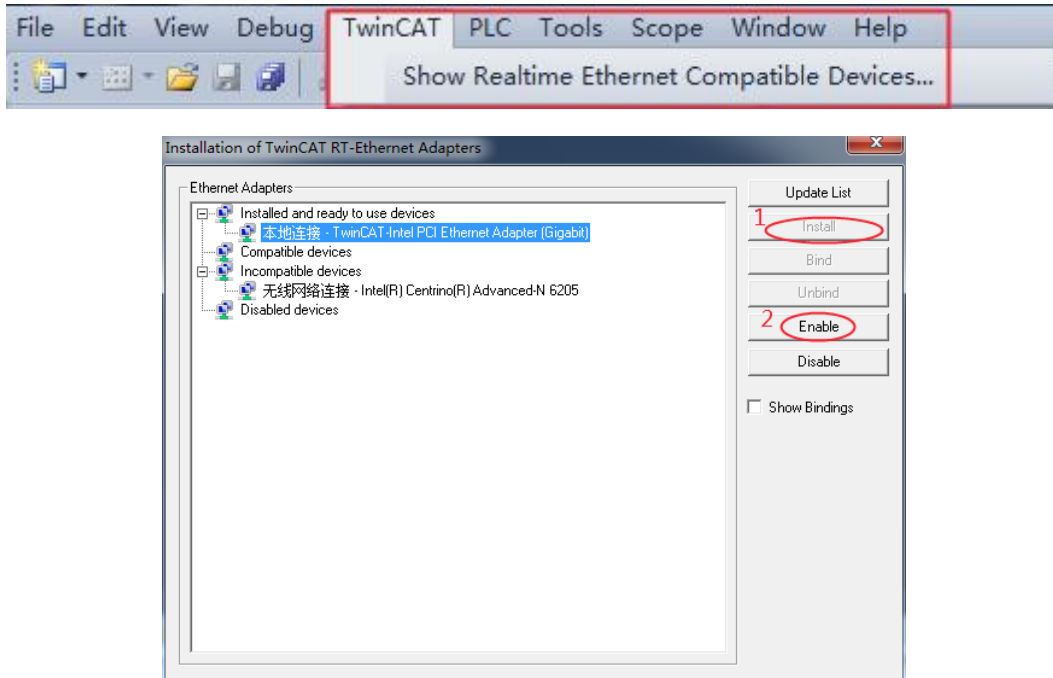 File Edit View Debug TwinCAT PLC Tools Scope Window Help
Show Realtime Ethernet Compatible Devices...
Installation of TwinCAT RT-Ethernet Adapters
Ethernet Adapters
Update List
Installed and ready to use devices
1 Install
本地连接 - TwinCAT-Intel PCI Ethernet Adapter (Gigabit)
Compatible devices
Bind
Incompatible devices
无线网络连接 - Intel(R) Centrino(R) Advanced-N 6205
Unbind
Disabled devices
2 Enable
Disable
Show Bindings